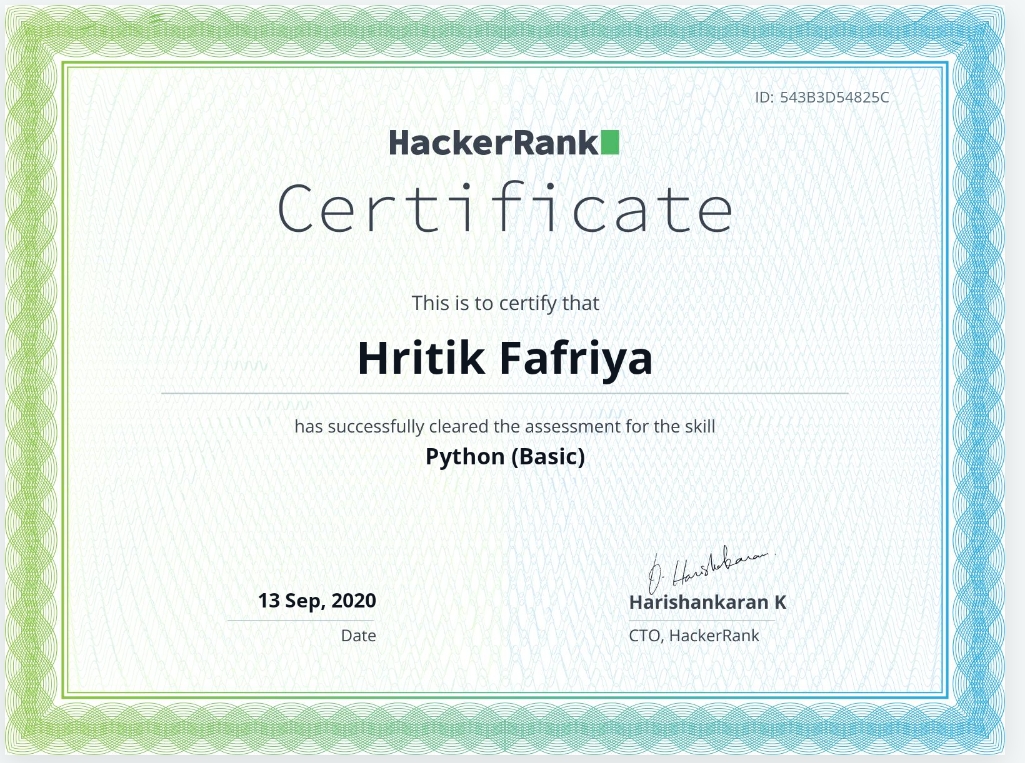 ID: 543B3D54825C
HackerRank
Certificate
This is to certify that
Hritik Fafriya
has successfully cleared the assessment for the skill
Python (Basic)
13 Sep, 2020
Date
Harishankaran K
CTO, HackerRank